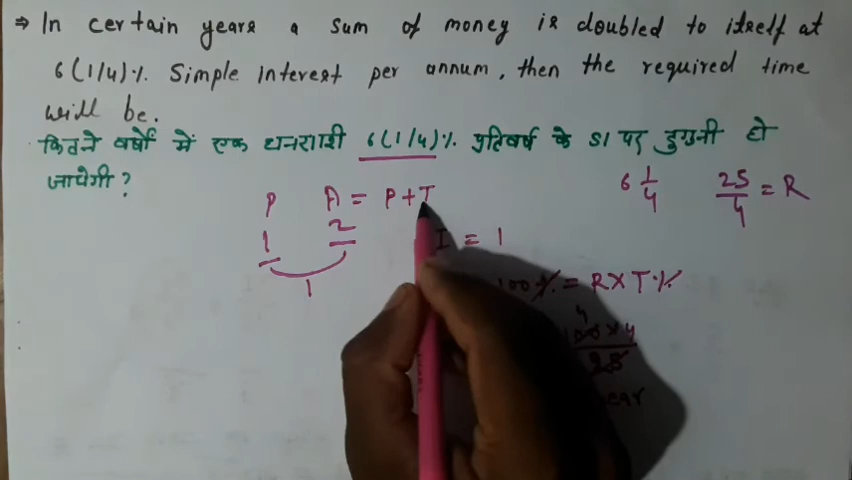 ⇒ In certain years a sum of money is doubled to itself at
6(1/4)%. Simple interest per annum, then the required time
will be.
कितने वर्षों में एक धनराशी 6(1/4)% प्रतिवर्ष के SI पर दुगुनी हो
जायेगी?
6 1/4 25/4 = R
P A = P+I
1 2 I = 1
1 100% = R×T%
4
100×4
25